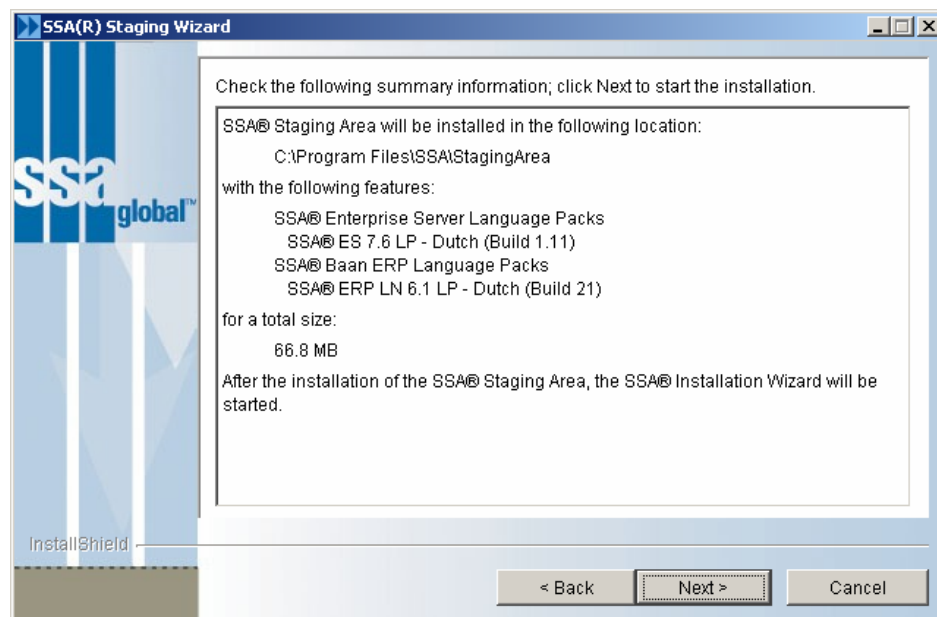 SSA(R) Staging Wizard
Check the following summary information; click Next to start the installation.
SSA® Staging Area will be installed in the following location:
C:\Program Files\SSA\StagingArea
with the following features:
SSA® Enterprise Server Language Packs
SSA® ES 7.6 LP - Dutch (Build 1.11)
SSA® Baan ERP Language Packs
SSA® ERP LN 6.1 LP - Dutch (Build 21)
for a total size:
66.8 MB
After the installation of the SSA® Staging Area, the SSA® Installation Wizard will be
started.
ssa
global™
InstallShield
< Back
Next >
Cancel